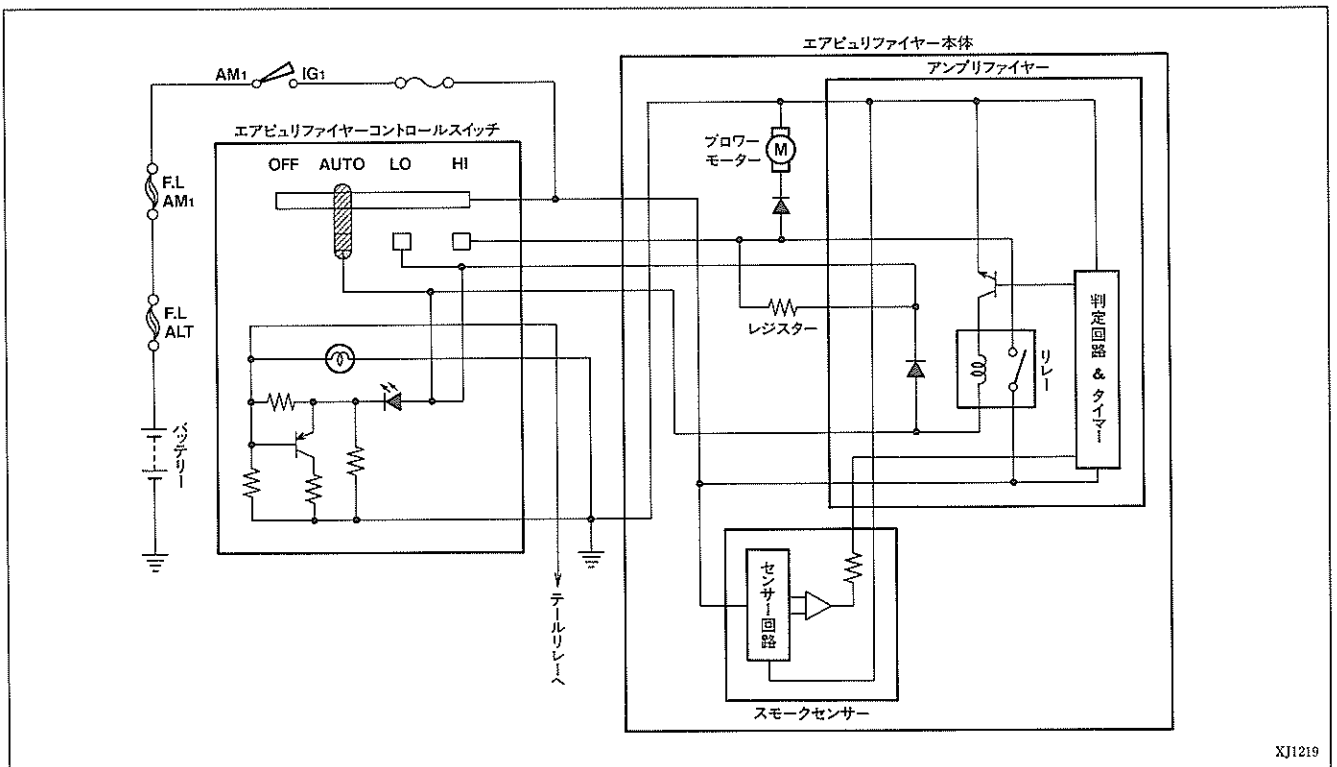 エアピュリファイヤー本体
アンプリファイヤー
AM1 IG1
エアピュリファイヤーコントロールスイッチ
OFF AUTO LO HI
F.L
AM1
F.L
ALT
バッテリー
ブロワー
モーター
M
レジスター
リレー
判定回路 & タイマー
センサー回路
スモークセンサー
テールリレーへ
XJ1219